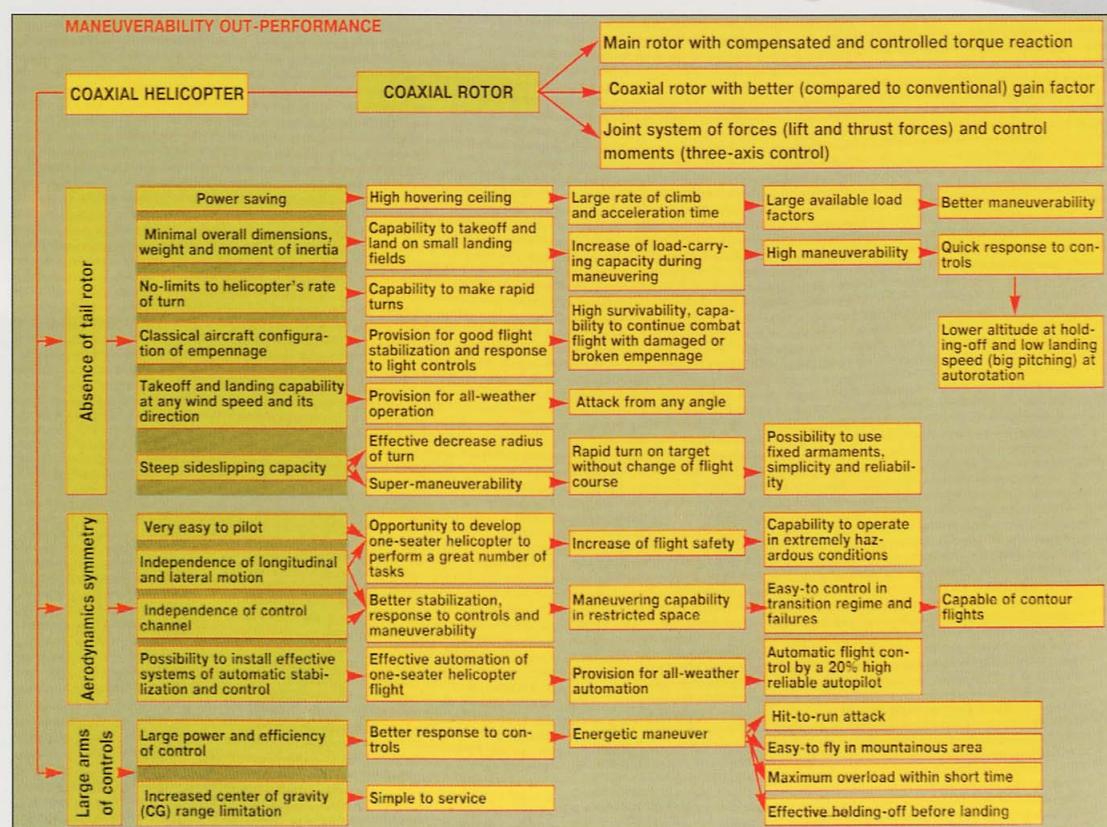 MANEUVERABILITY OUT-PERFORMANCE
COAXIAL HELICOPTER
COAXIAL ROTOR
Main rotor with compensated and controlled torque reaction
Coaxial rotor with better (compared to conventional) gain factor
Joint system of forces (lift and thrust forces) and control
moments (three-axis control)
Absence of tail rotor
Power saving
High hovering ceiling
Large rate of climb
and acceleration time
Large available load
factors
Better maneuverability
Minimal overall dimensions,
weight and moment of inertia
Capability to takeoff and
land on small landing
fields
Increase of load-carry-
ing capacity during
maneuvering
High maneuverability
Quick response to con-
trols
No-limits to helicopter's rate
of turn
Capability to make rapid
turns
Classical aircraft configura-
tion of empennage
Provision for good flight
stabilization and response
to light controls
High survivability, capa-
bility to continue combat
flight with damaged or
broken empennage
Lower altitude at hold-
ing-off and low landing
speed (big pitching) at
autorotation
Takeoff and landing capability
at any wind speed and its
direction
Provision for all-weather
operation
Attack from any angle
Steep sideslipping capacity
Effective decrease radius
of turn
Super-maneuverability
Rapid turn on target
without change of flight
course
Possibility to use
fixed armaments,
simplicity and reliabil-
ity
Aerodynamics symmetry
Very easy to pilot
Independence of longitudinal
and lateral motion
Opportunity to develop
one-seater helicopter to
perform a great number of
tasks
Increase of flight safety
Capability to operate
in extremely haz-
ardous conditions
Independence of control
channel
Better stabilization,
response to controls and
maneuverability
Maneuvering capability
in restricted space
Easy-to control in
transition regime and
failures
Capable of contour
flights
Possibility to install effective
systems of automatic stabi-
lization and control
Effective automation of
one-seater helicopter
flight
Provision for all-weather
automation
Automatic flight con-
trol by a 20% high
reliable autopilot
Large arms
of controls
Large power and efficiency
of control
Better response to con-
trols
Energetic maneuver
Hit-to-run attack
Easy-to fly in mountainous area
Maximum overload within short time
Effective holding-off before landing
Increased center of gravity
(CG) range limitation
Simple to service